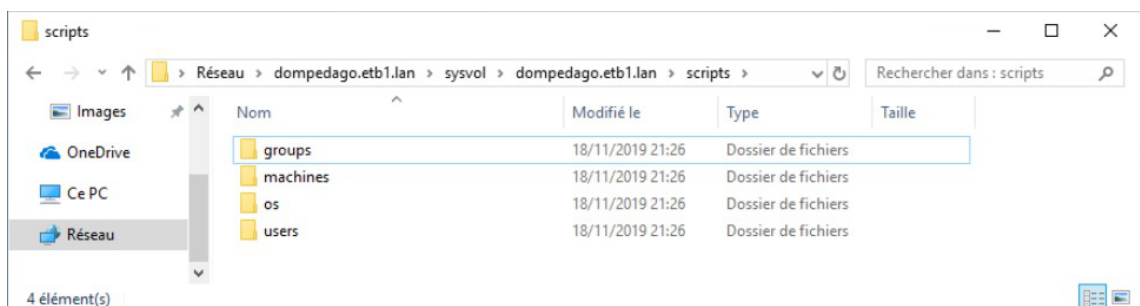 scripts
Réseau > dompedago.etb1.lan > sysvol > dompedago.etb1.lan > scripts >
Rechercher dans : scripts
Images
OneDrive
Ce PC
Réseau
Nom Modifié le Type Taille
groups 18/11/2019 21:26 Dossier de fichiers
machines 18/11/2019 21:26 Dossier de fichiers
os 18/11/2019 21:26 Dossier de fichiers
users 18/11/2019 21:26 Dossier de fichiers
4 élément(s)